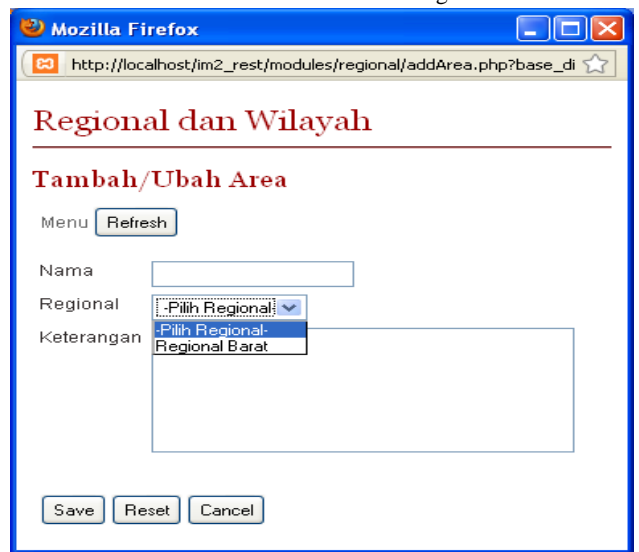 Mozilla Firefox
http://localhost/im2_rest/modules/regional/addArea.php?base_di
Regional dan Wilayah
Tambah/Ubah Area
Menu Refresh
Nama
Regional -Pilih Regional-
-Pilih Regional-
Regional Barat
Keterangan
Save Reset Cancel